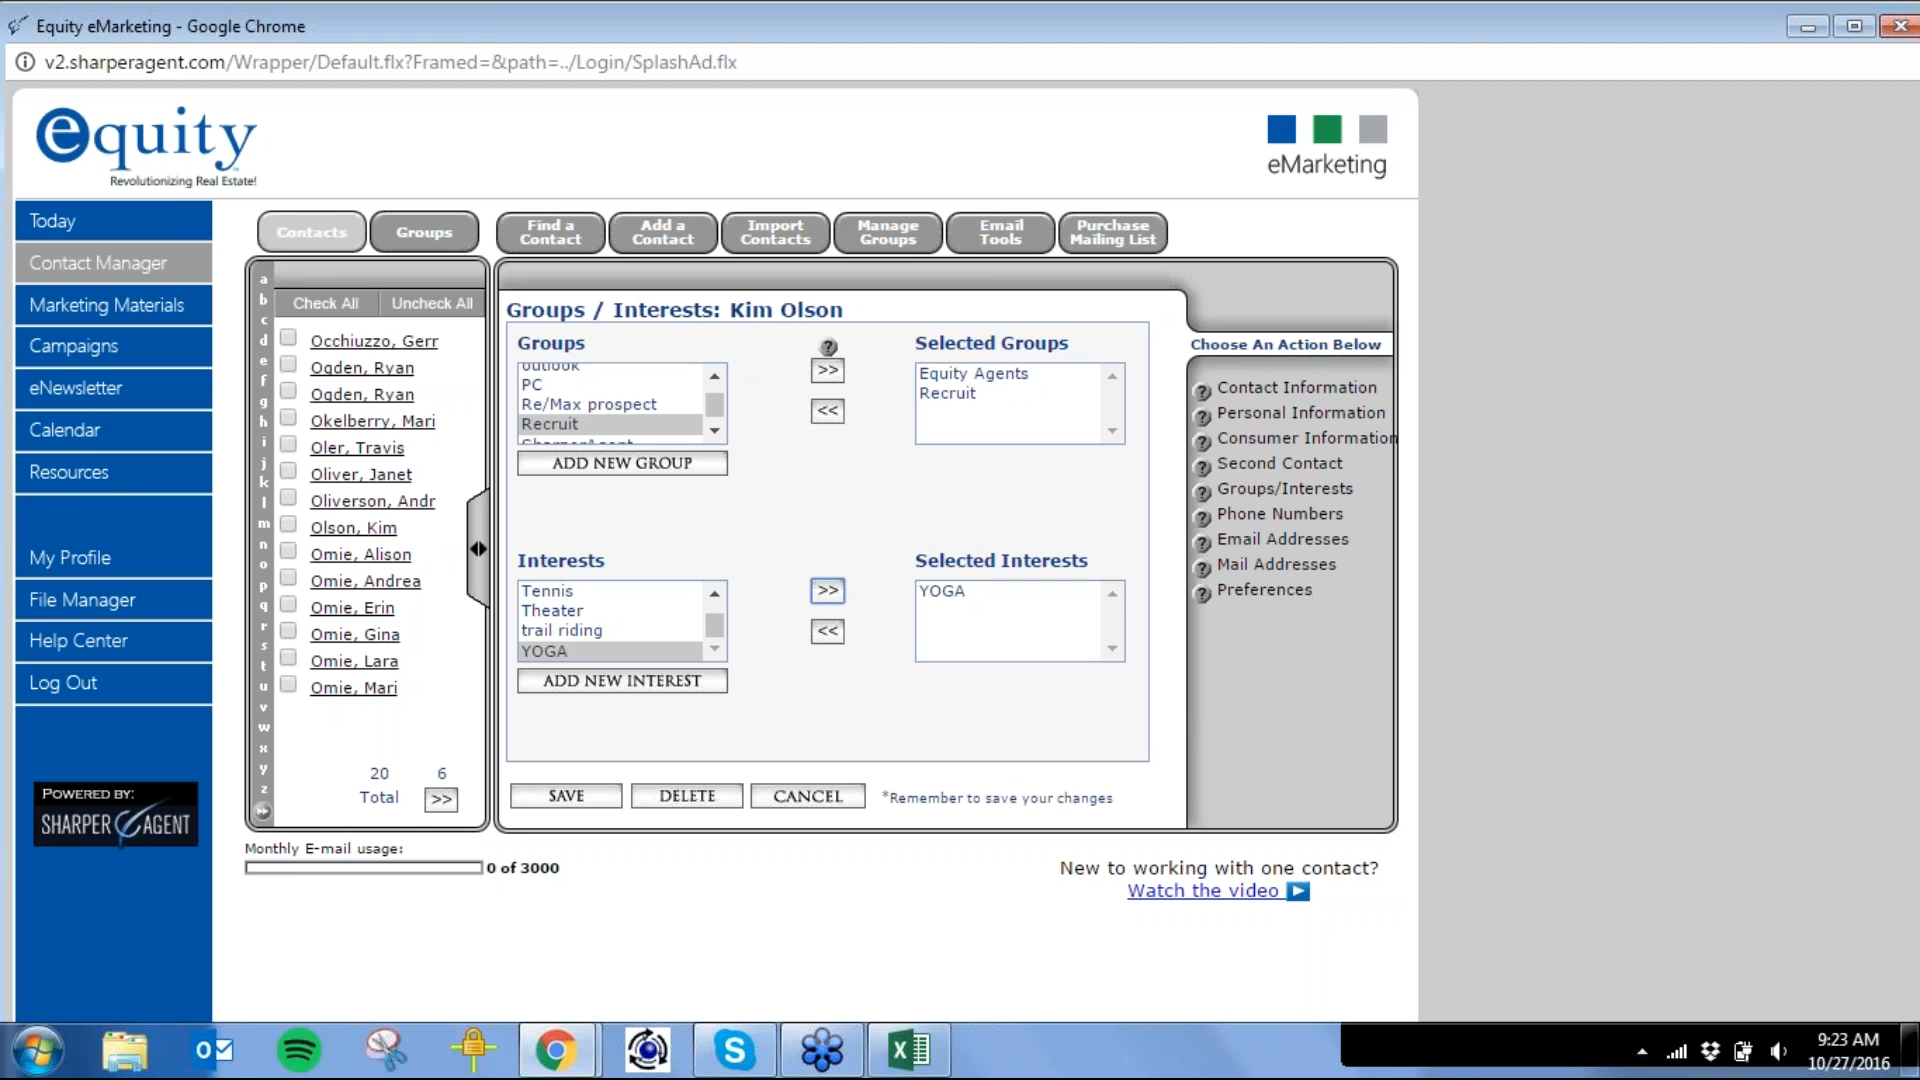 Equity eMarketing - Google Chrome
v2.sharperagent.com/Wrapper/Default.flx?Framed=&path=../Login/SplashAd.flx
equity
Revolutionizing Real Estate!
eMarketing
Today
Contact Manager
Marketing Materials
Campaigns
eNewsletter
Calendar
Resources
My Profile
File Manager
Help Center
Log Out
POWERED BY:
SHARPER AGENT
Contacts
Groups
Find a Contact
Add a Contact
Import Contacts
Manage Groups
Email Tools
Purchase Mailing List
a
b
c
d
e
f
g
h
i
j
k
l
m
n
o
p
q
r
s
t
u
v
w
x
y
z
Check All
Uncheck All
Occhiuzzo, Gerr
Ogden, Ryan
Ogden, Ryan
Okelberry, Mari
Oler, Travis
Oliver, Janet
Oliverson, Andr
Olson, Kim
Omie, Alison
Omie, Andrea
Omie, Erin
Omie, Gina
Omie, Lara
Omie, Mari
20 6
Total >>
Groups / Interests: Kim Olson
Groups
outlook
PC
Re/Max prospect
Recruit
SharperAgent
ADD NEW GROUP
?
>>
<<
Selected Groups
Equity Agents
Recruit
Interests
Tennis
Theater
trail riding
YOGA
ADD NEW INTEREST
>>
<<
Selected Interests
YOGA
SAVE
DELETE
CANCEL
*Remember to save your changes
Choose An Action Below
? Contact Information
? Personal Information
? Consumer Information
? Second Contact
? Groups/Interests
? Phone Numbers
? Email Addresses
? Mail Addresses
? Preferences
Monthly E-mail usage:
0 of 3000
New to working with one contact?
Watch the video
9:23 AM
10/27/2016